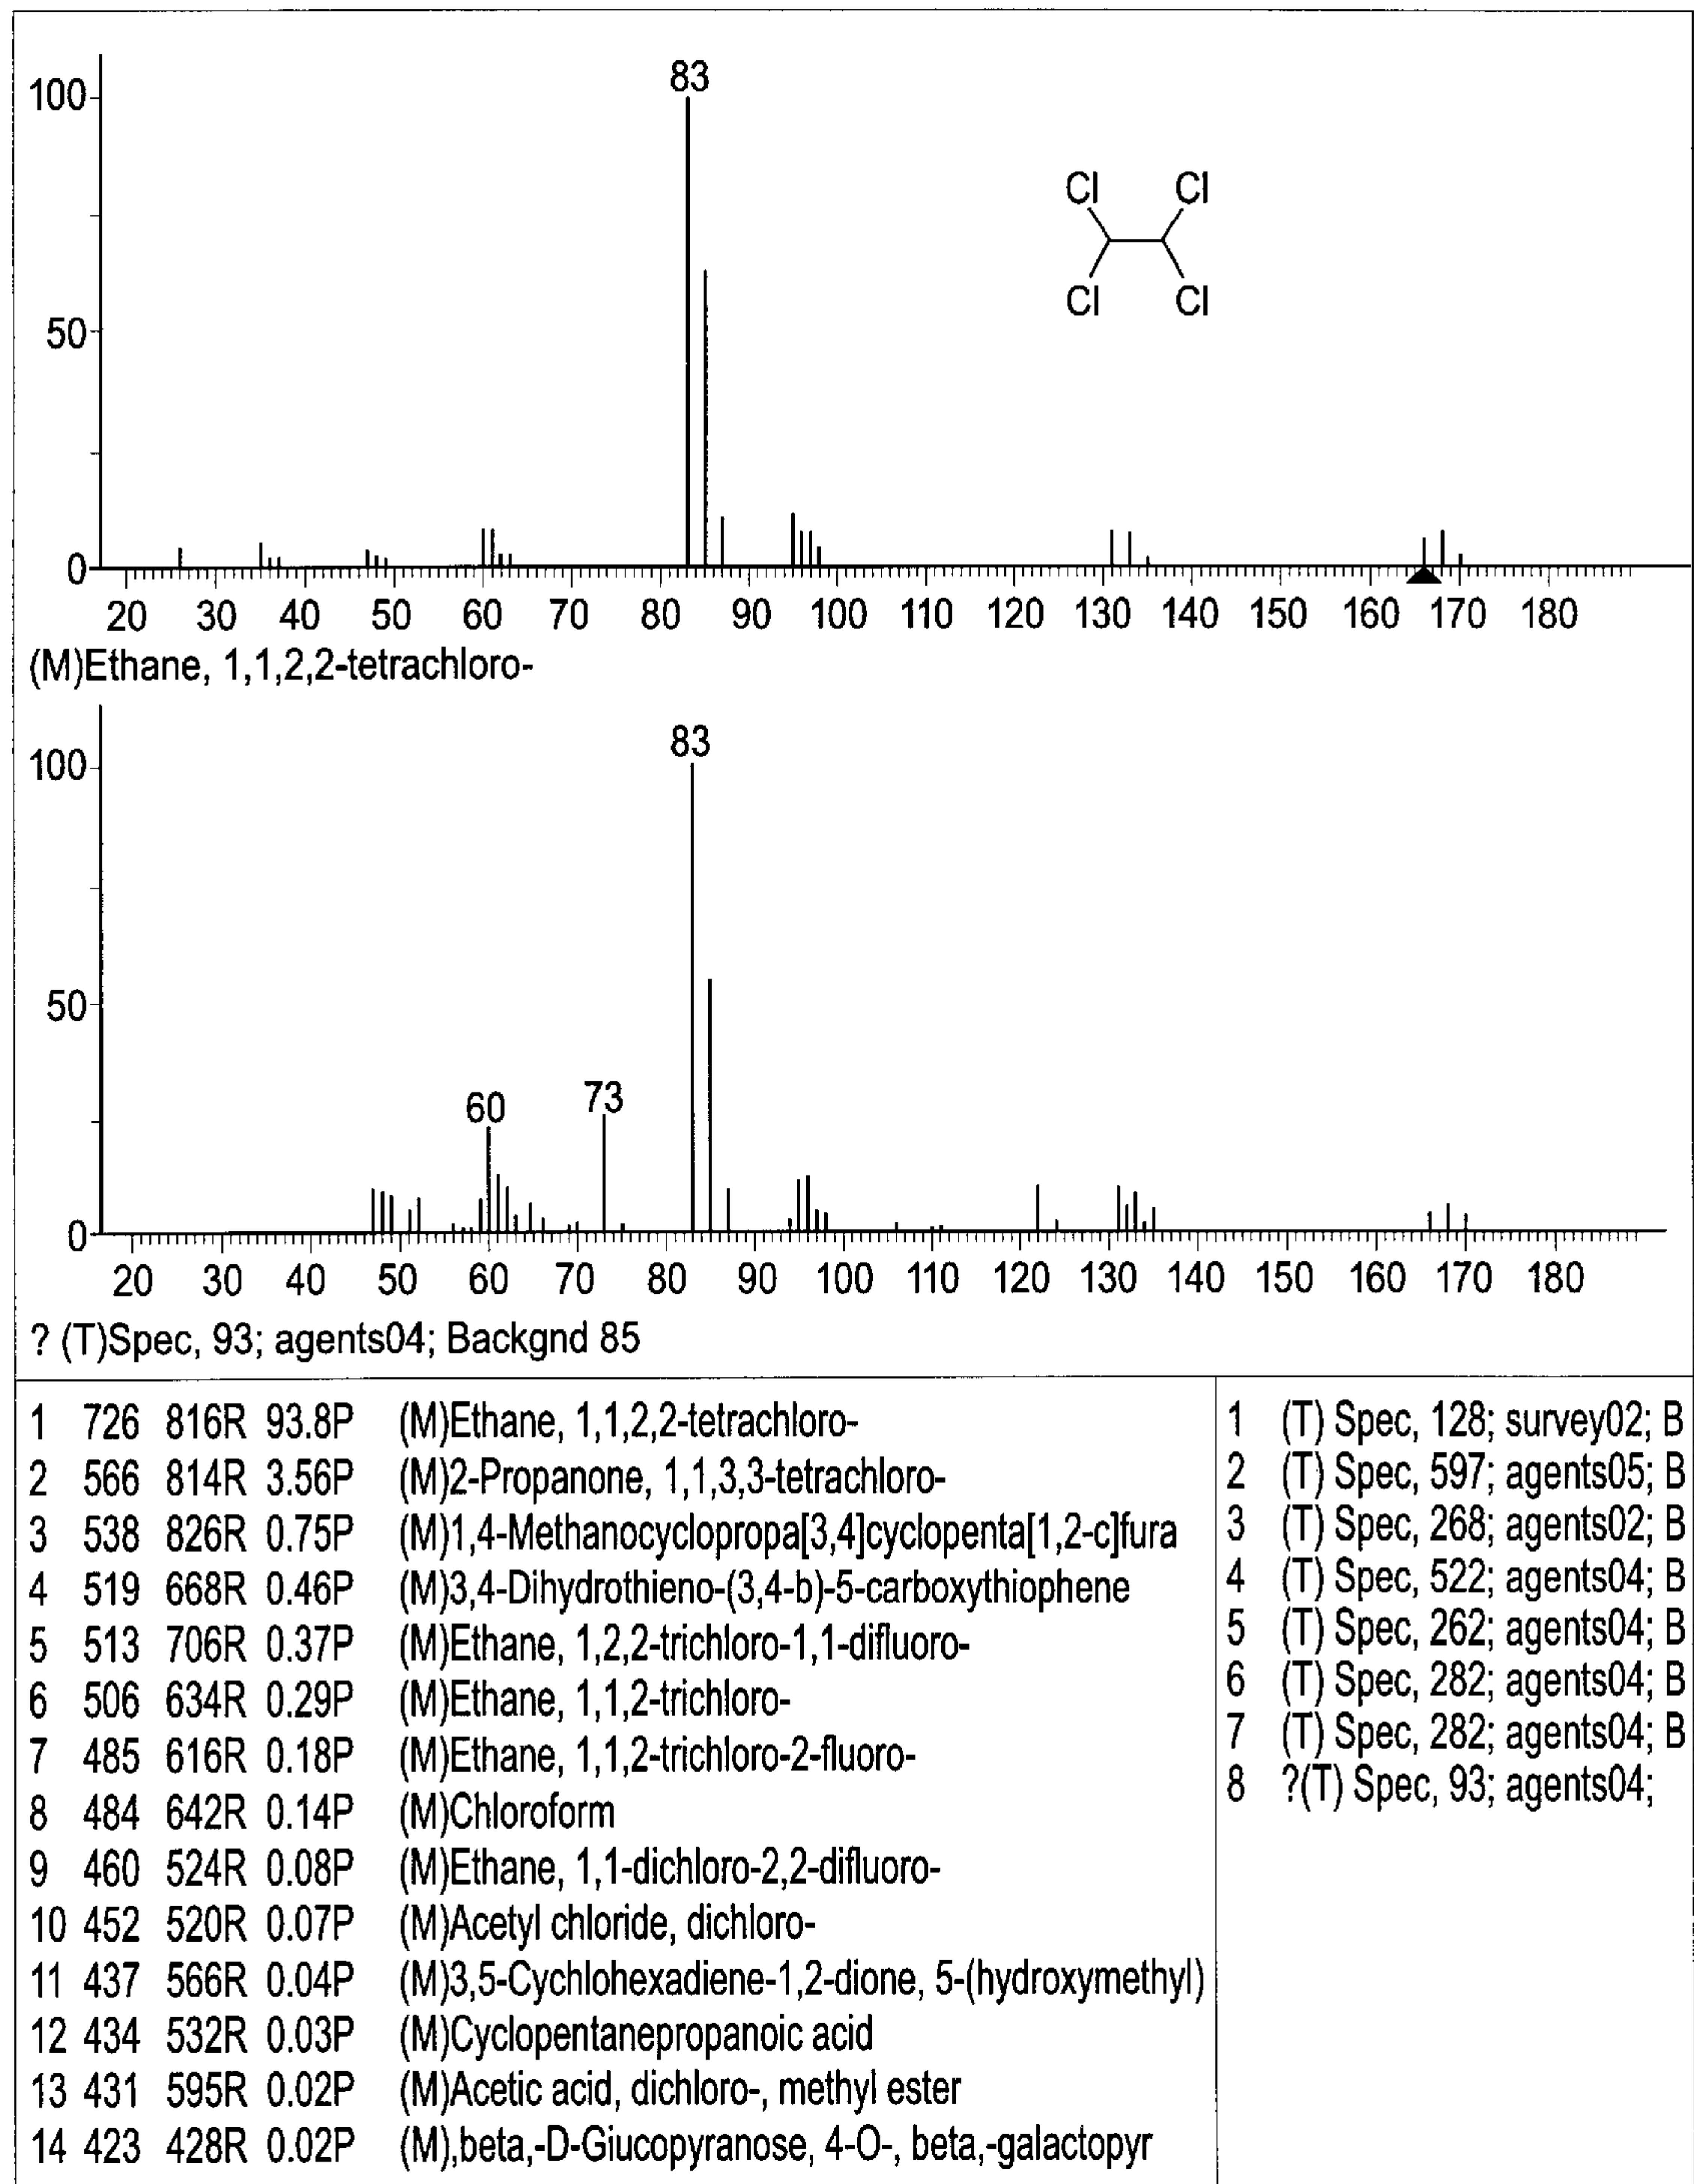 83
100
Cl Cl
50
Cl Cl
0
20 30 40 50 60 70 80 90 100 110 120 130 140 150 160 170 180
(M)Ethane, 1,1,2,2-tetrachloro-
83
100
50
60 73
0
20 30 40 50 60 70 80 90 100 110 120 130 140 150 160 170 180
? (T)Spec, 93; agents04; Backgnd 85
1 726 816R 93.8P (M)Ethane, 1,1,2,2-tetrachloro-
2 566 814R 3.56P (M)2-Propanone, 1,1,3,3-tetrachloro-
3 538 826R 0.75P (M)1,4-Methanocyclopropa[3,4]cyclopenta[1,2-c]fura
4 519 668R 0.46P (M)3,4-Dihydrothieno-(3,4-b)-5-carboxythiophene
5 513 706R 0.37P (M)Ethane, 1,2,2-trichloro-1,1-difluoro-
6 506 634R 0.29P (M)Ethane, 1,1,2-trichloro-
7 485 616R 0.18P (M)Ethane, 1,1,2-trichloro-2-fluoro-
8 484 642R 0.14P (M)Chloroform
9 460 524R 0.08P (M)Ethane, 1,1-dichloro-2,2-difluoro-
10 452 520R 0.07P (M)Acetyl chloride, dichloro-
11 437 566R 0.04P (M)3,5-Cychlohexadiene-1,2-dione, 5-(hydroxymethyl)
12 434 532R 0.03P (M)Cyclopentanepropanoic acid
13 431 595R 0.02P (M)Acetic acid, dichloro-, methyl ester
14 423 428R 0.02P (M),beta,-D-Giucopyranose, 4-O-, beta,-galactopyr
1 (T) Spec, 128; survey02; B
2 (T) Spec, 597; agents05; B
3 (T) Spec, 268; agents02; B
4 (T) Spec, 522; agents04; B
5 (T) Spec, 262; agents04; B
6 (T) Spec, 282; agents04; B
7 (T) Spec, 282; agents04; B
8 ?(T) Spec, 93; agents04;